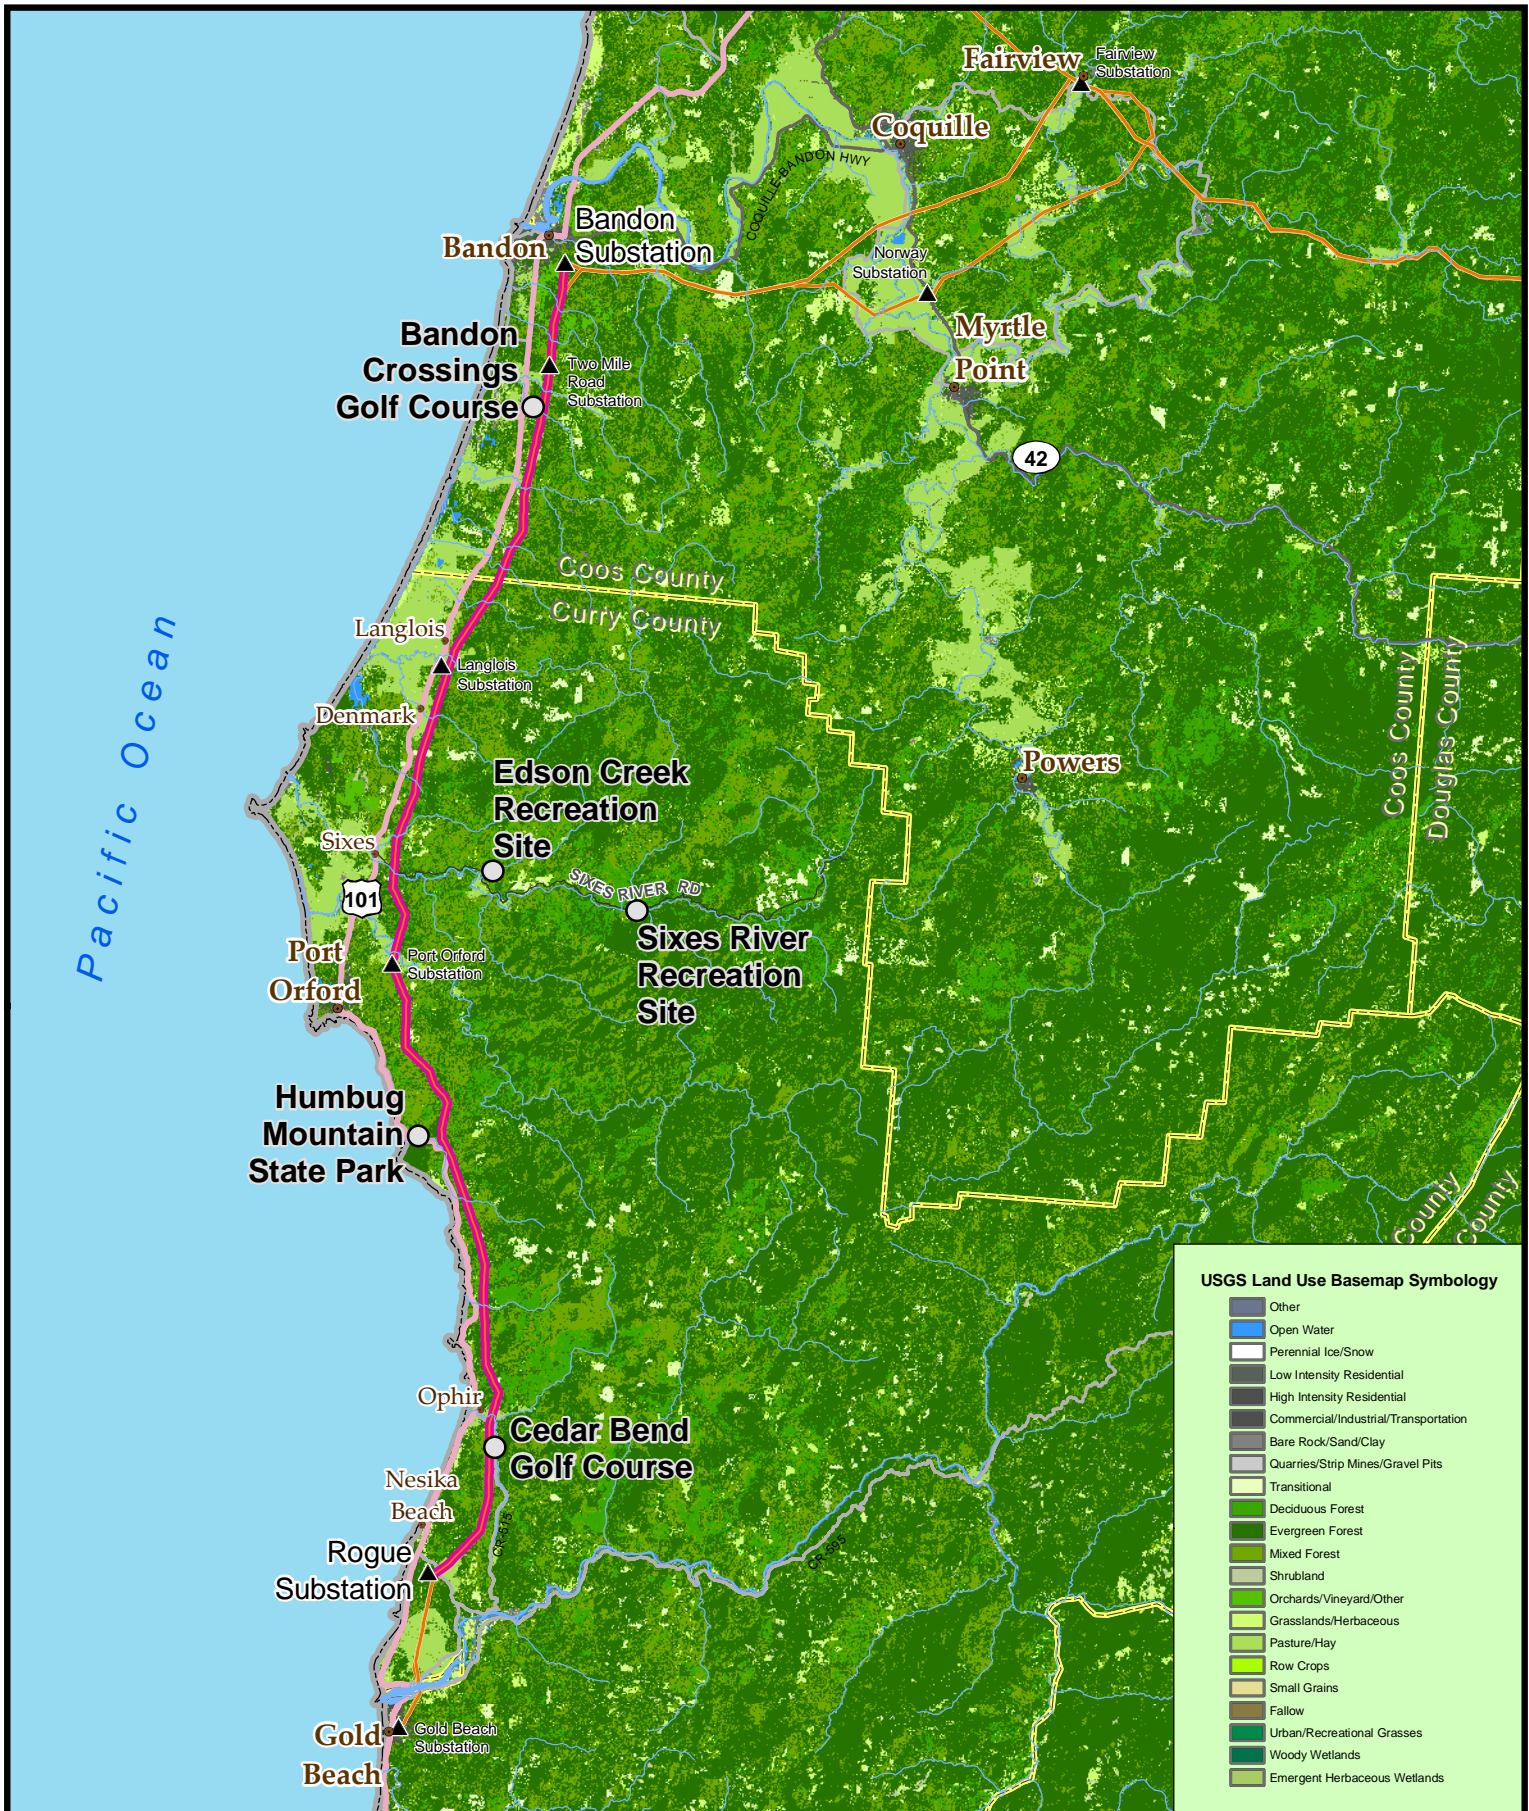 Fairview
Fairview
Substation
Coquille
COQUILLE-BANDON HWY
Bandon
Substation
Bandon
Norway
Substation
Myrtle
Point
Bandon
Crossings
Golf Course
Two Mile
Road
Substation
42
Coos County
Curry County
Langlois
Langlois
Substation
Denmark
Pacific Ocean
Coos County
Douglas County
Edson Creek
Recreation
Site
Powers
Sixes
SIXES RIVER RD
101
Sixes River
Recreation
Site
Port
Orford
Port Orford
Substation
Humbug
Mountain
State Park
County
County
Ophir
Cedar Bend
Golf Course
Nesika
Beach
CR-515
CR-595
Rogue
Substation
Gold
Beach
Gold Beach
Substation
USGS Land Use Basemap Symbology
Other
Open Water
Perennial Ice/Snow
Low Intensity Residential
High Intensity Residential
Commercial/Industrial/Transportation
Bare Rock/Sand/Clay
Quarries/Strip Mines/Gravel Pits
Transitional
Deciduous Forest
Evergreen Forest
Mixed Forest
Shrubland
Orchards/Vineyard/Other
Grasslands/Herbaceous
Pasture/Hay
Row Crops
Small Grains
Fallow
Urban/Recreational Grasses
Woody Wetlands
Emergent Herbaceous Wetlands